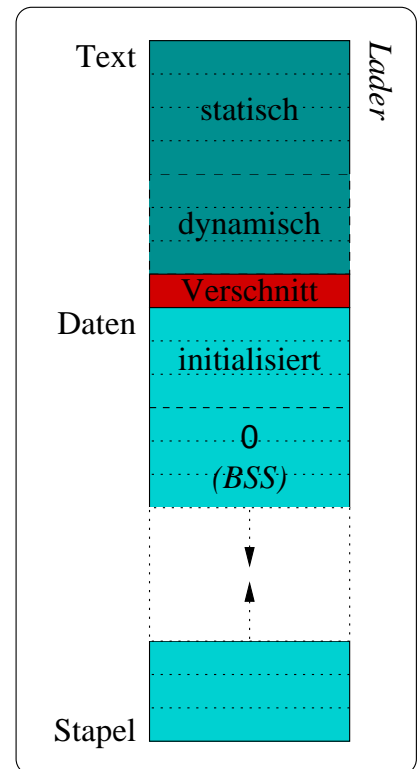 Text
Lader
statisch
dynamisch
Verschnitt
Daten
initialisiert
0
(BSS)
Stapel